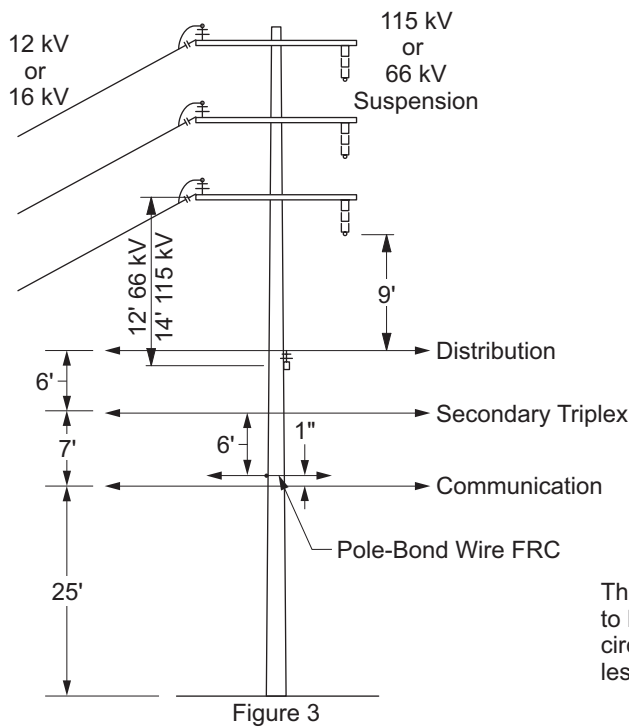 12 kV
or
16 kV
115 kV
or
66 kV
Suspension
12' 66 kV
14' 115 kV
9'
Distribution
6'
Secondary Triplex
7'
6'
1"
Communication
Pole-Bond Wire FRC
25'
Th
to
circ
les
Figure 3